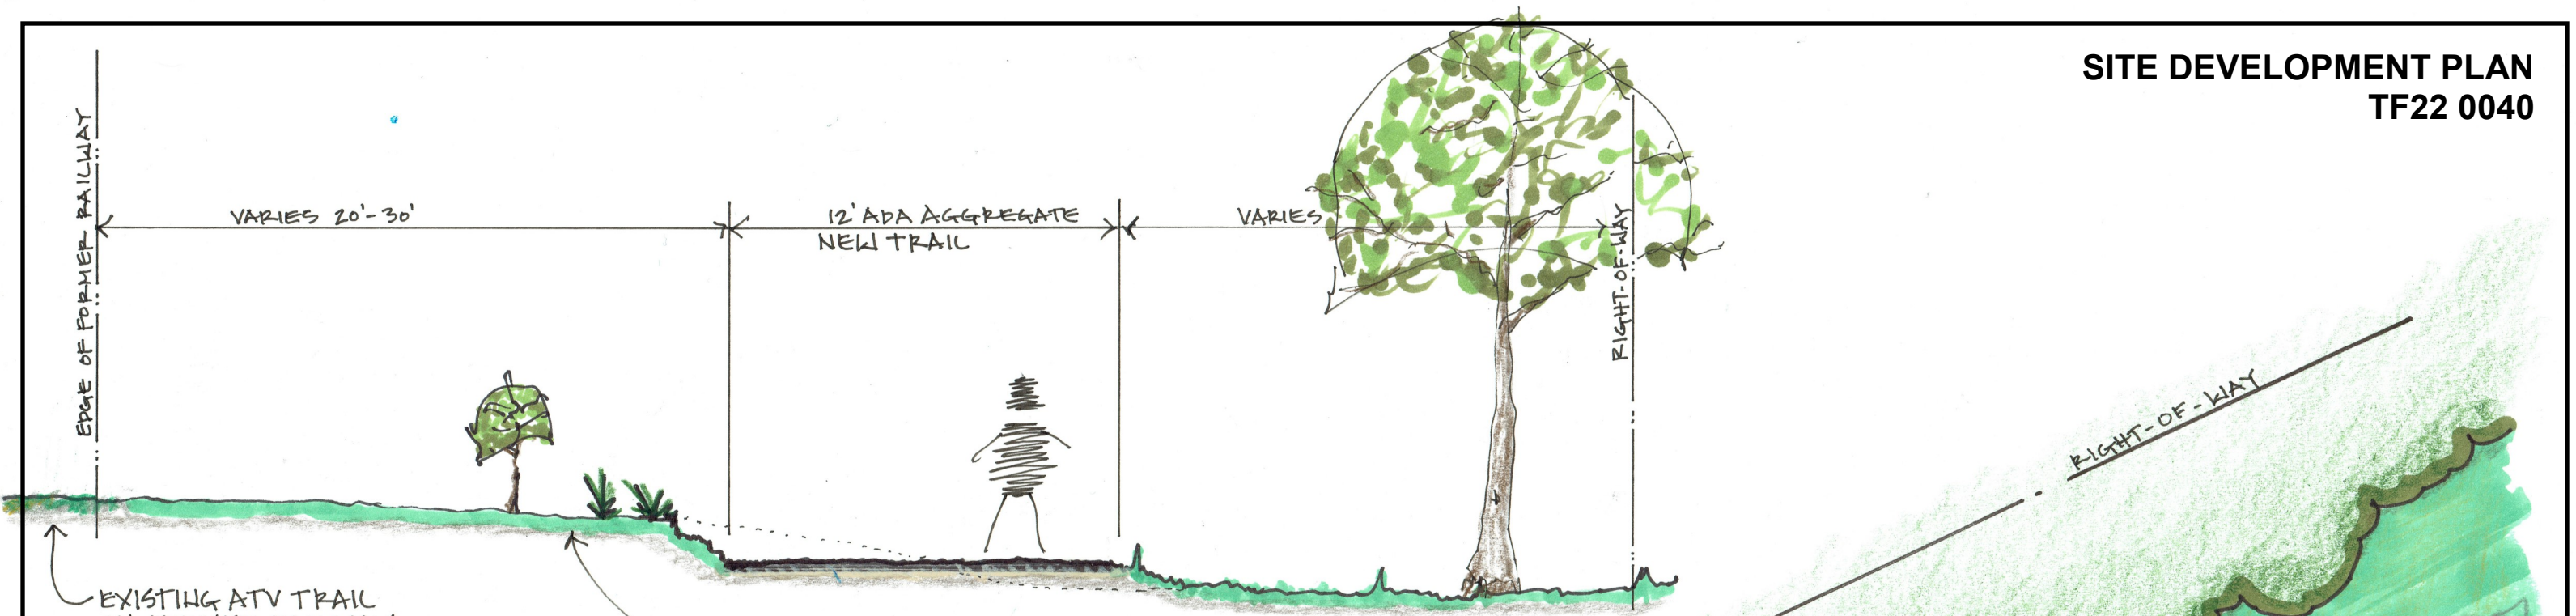 SITE DEVELOPMENT PLAN
TF22 0040
EDGE OF FORMER RAILWAY
VARIES 20'-30'
12' ADA AGGREGATE
NEW TRAIL
VARIES
RIGHT-OF-WAY
RIGHT-OF-WAY
EXISTING ATV TRAIL